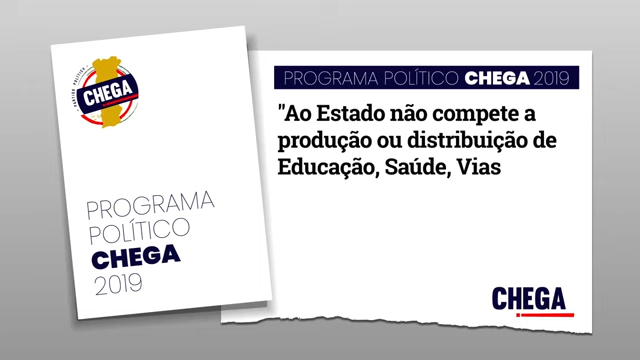 PARTIDO POLÍTICO
CHEGA
PROGRAMA
POLÍTICO
CHEGA
2019
PROGRAMA POLÍTICO CHEGA 2019
"Ao Estado não compete a
produção ou distribuição de
Educação, Saúde, Vias
CHEGA